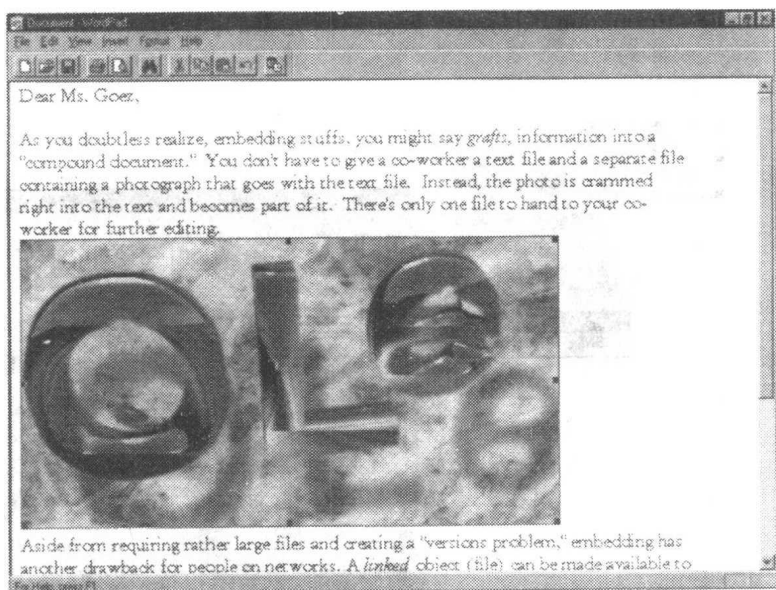 Document - WordPad
File Edit View Insert Format Help
Dear Ms. Goez,
As you doubtless realize, embedding stuffs, you might say grafts, information into a
"compound document." You don't have to give a co-worker a text file and a separate file
containing a photograph that goes with the text file. Instead, the photo is crammed
right into the text and becomes part of it. There's only one file to hand to your co-
worker for further editing.
OLe
Aside from requiring rather large files and creating a "versions problem," embedding has
another drawback for people on networks. A linked object (file) can be made available to
For Help, press F1